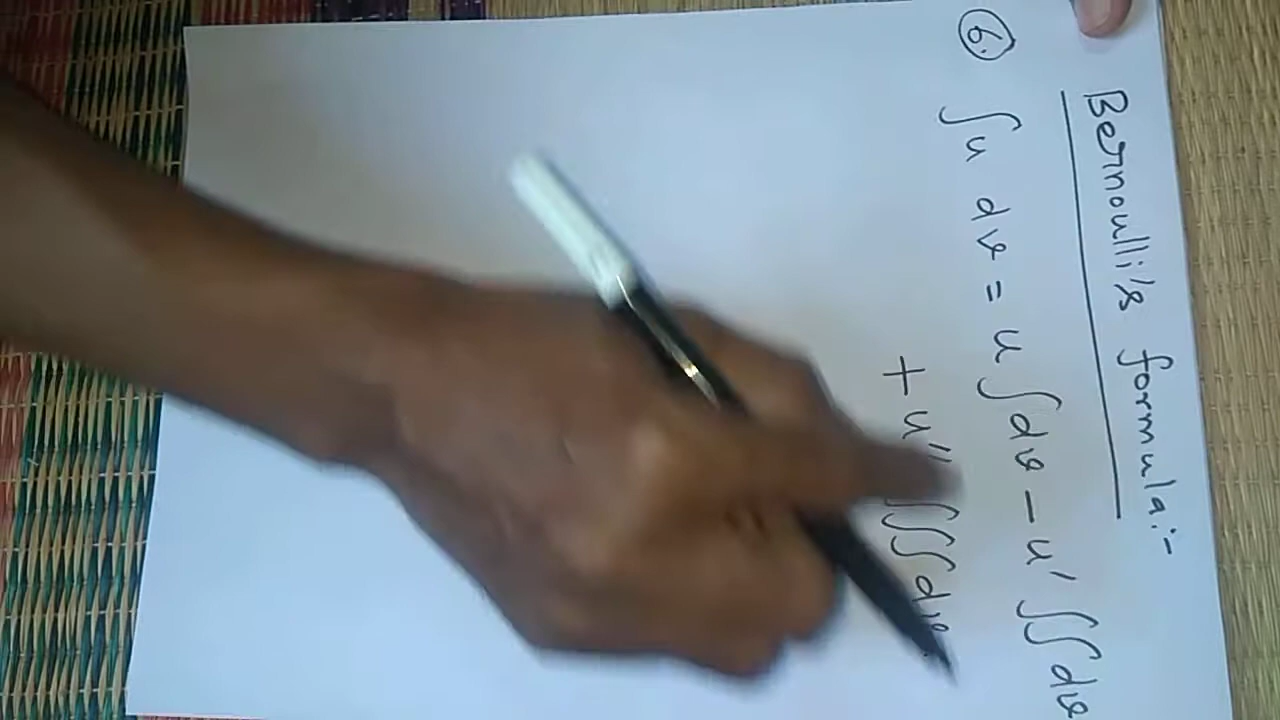 Bernoulli's formula:-
6. ∫u dv = u ∫dv - u' ∫∫ dv
+ u'' ∫∫∫ dv